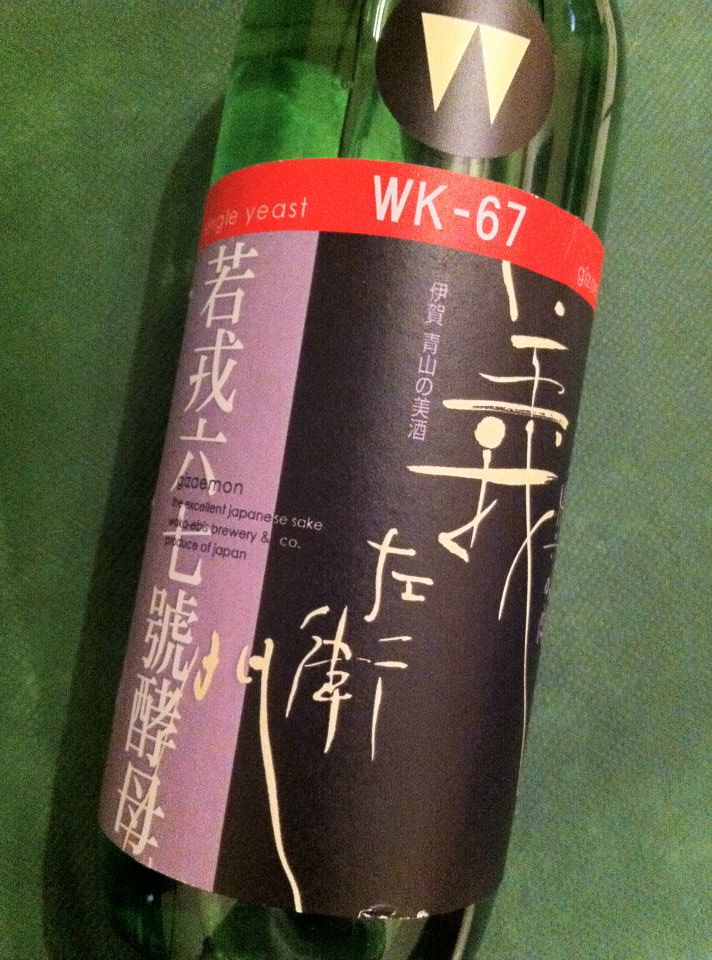 W
single yeast WK-67
若戎六七號酵母
伊賀 青山の美酒
義左衛門
gizaemon
the excellent japanese sake
waka-ebis brewery & co.
produce of japan